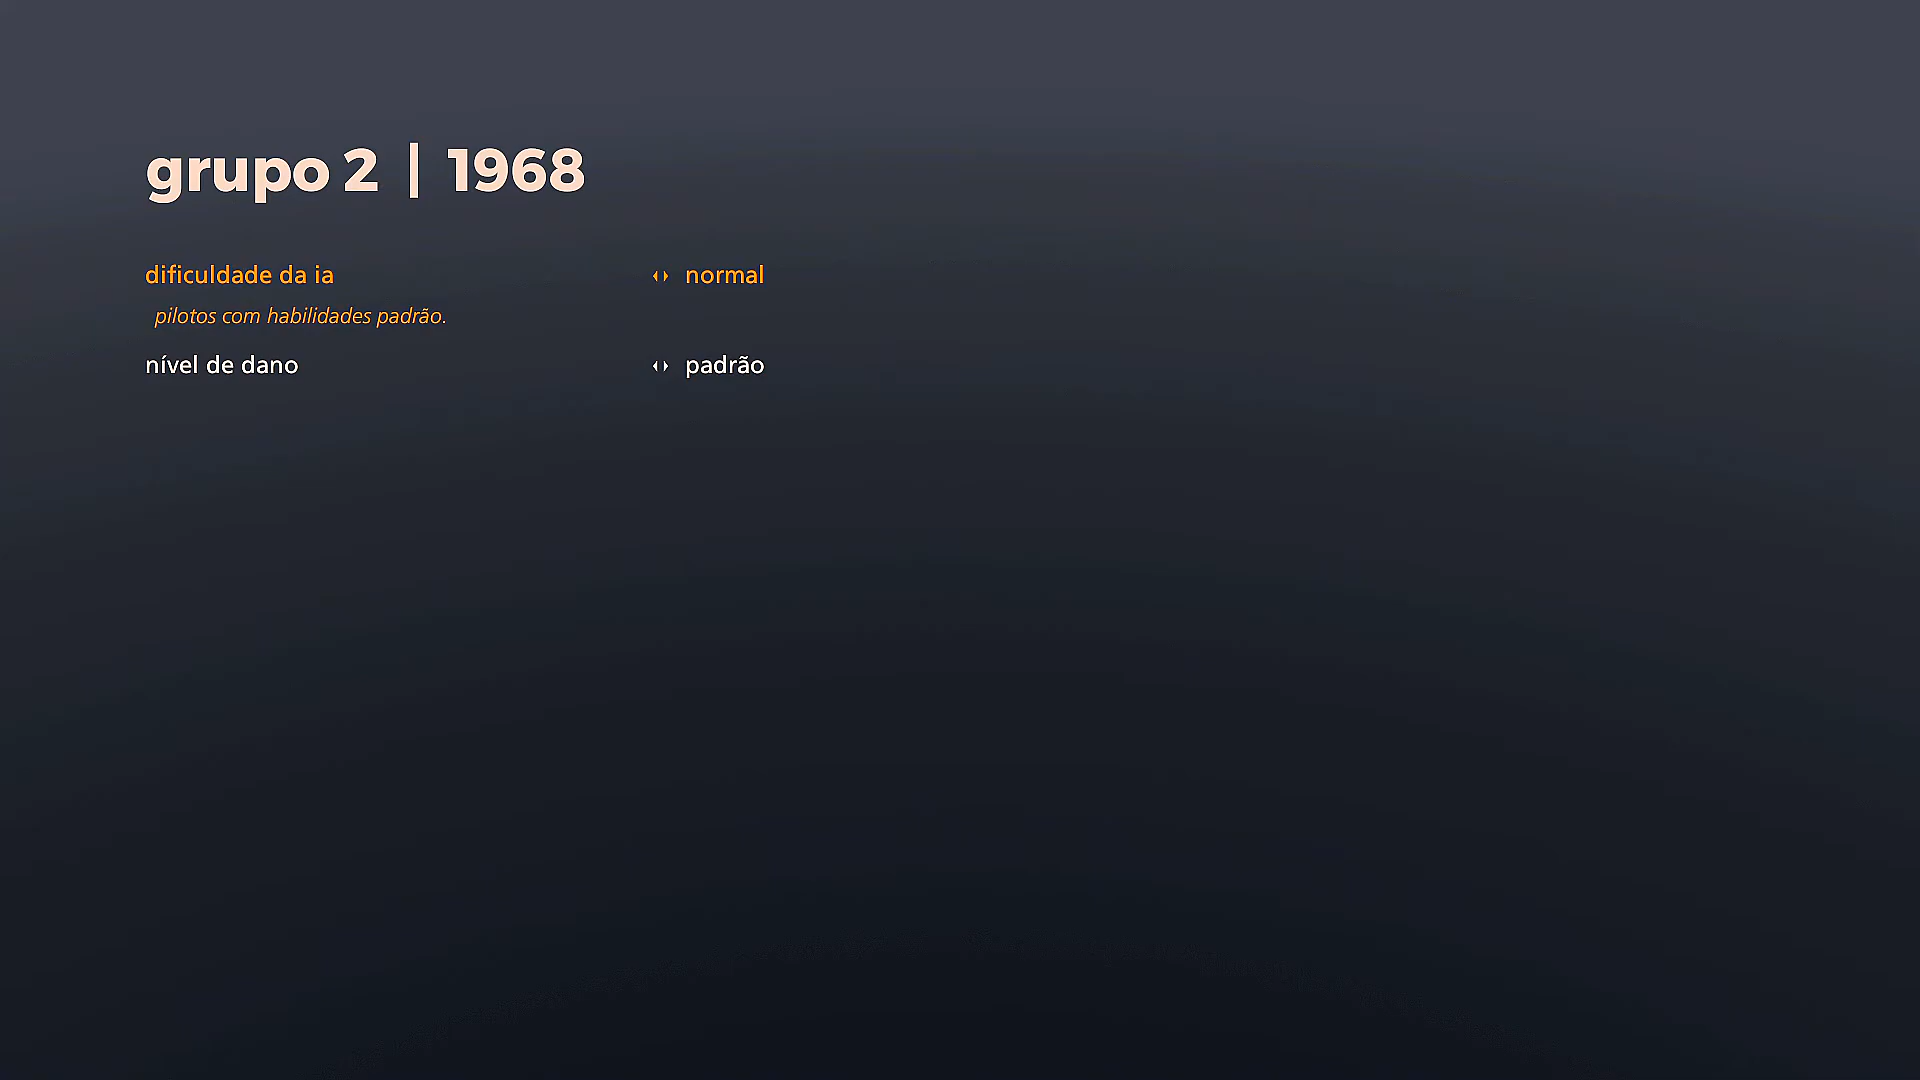 grupo 2 | 1968
dificuldade da ia normal
pilotos com habilidades padrão.
nível de dano padrão